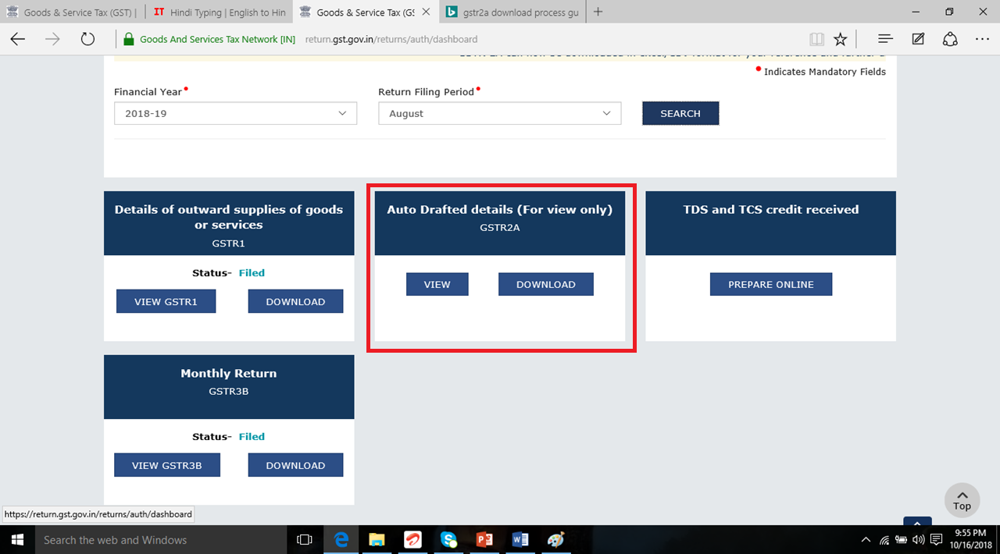 Goods & Service Tax (GST) |
IT Hindi Typing | English to Hin
Goods & Service Tax (GS
gstr2a download process gu
Goods And Services Tax Network [IN] return.gst.gov.in/returns/auth/dashboard
Indicates Mandatory Fields
Financial Year
Return Filing Period
2018-19
August
SEARCH
Details of outward supplies of goods
or services
GSTR1
Status- Filed
VIEW GSTR1
DOWNLOAD
Auto Drafted details (For view only)
GSTR2A
VIEW
DOWNLOAD
TDS and TCS credit received
PREPARE ONLINE
Monthly Return
GSTR3B
Status- Filed
VIEW GSTR3B
DOWNLOAD
Top
https://return.gst.gov.in/returns/auth/dashboard
Search the web and Windows
9:55 PM
10/16/2018